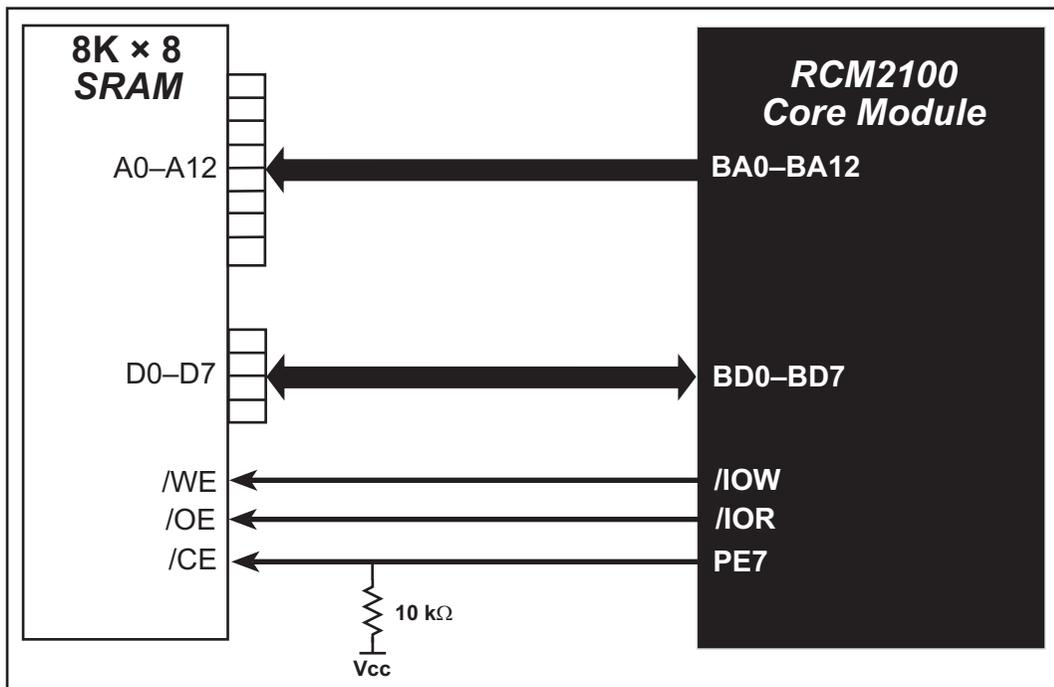 8K × 8
SRAM
A0–A12
D0–D7
/WE
/OE
/CE
10 kΩ
Vcc
RCM2100
Core Module
BA0–BA12
BD0–BD7
/IOW
/IOR
PE7